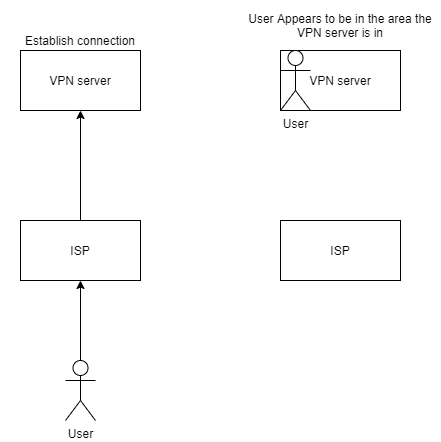 Establish connection
VPN server
ISP
User
User Appears to be in the area the
VPN server is in
VPN server
User
ISP